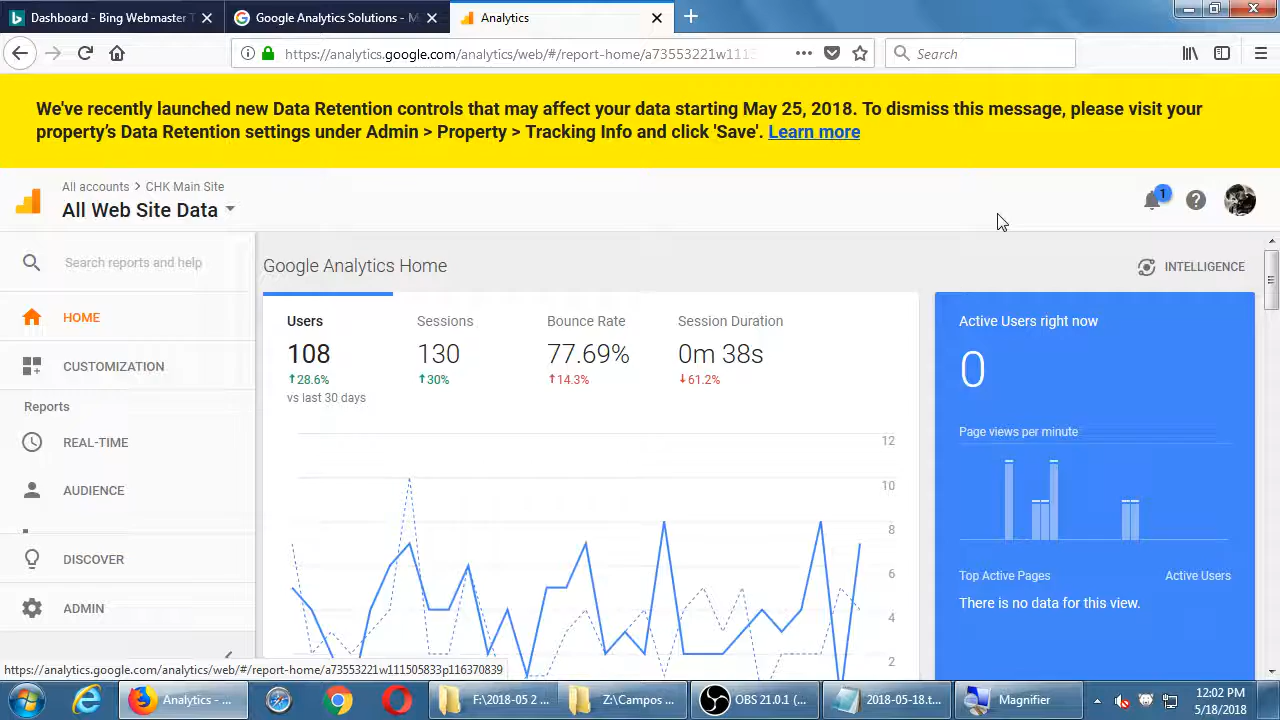 Dashboard - Bing Webmaster T
Google Analytics Solutions - M
Analytics
https://analytics.google.com/analytics/web/#/report-home/a73553221w1115
Search
We've recently launched new Data Retention controls that may affect your data starting May 25, 2018. To dismiss this message, please visit your
property's Data Retention settings under Admin > Property > Tracking Info and click 'Save'. Learn more
All accounts > CHK Main Site
All Web Site Data
1
Search reports and help
Google Analytics Home
INTELLIGENCE
HOME
CUSTOMIZATION
Reports
REAL-TIME
AUDIENCE
DISCOVER
ADMIN
Users
108
28.6%
vs last 30 days
Sessions
130
30%
Bounce Rate
77.69%
14.3%
Session Duration
0m 38s
61.2%
12
10
8
6
4
2
Active Users right now
0
Page views per minute
Top Active Pages Active Users
There is no data for this view.
https://analytics.google.com/analytics/web/#/report-home/a73553221w111505833p116370839
Analytics - ...
F:\2018-05 2 ...
Z:\Campos ...
OBS 21.0.1 (...
2018-05-18.t...
Magnifier
12:02 PM
5/18/2018